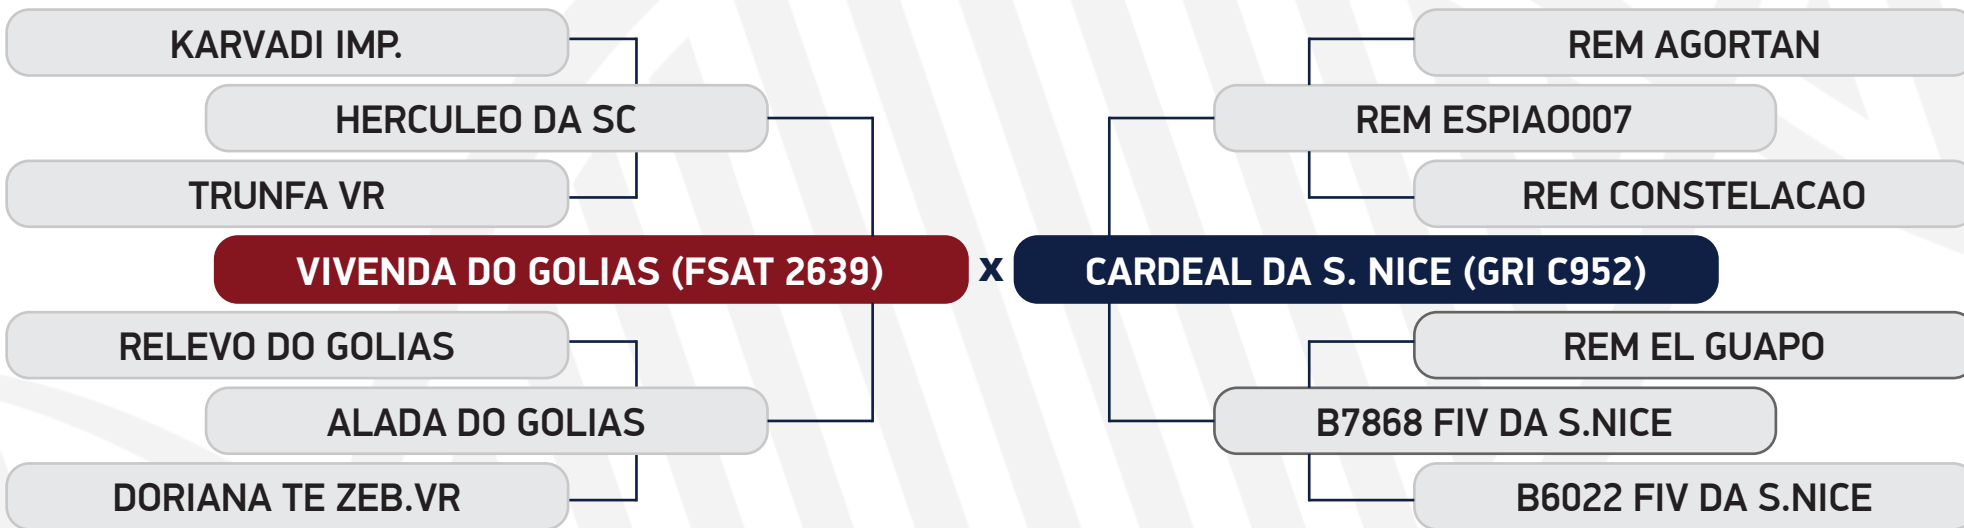 KARVADI IMP.
REM AGORTAN
HERCULEO DA SC
REM ESPIAO007
TRUNFA VR
REM CONSTELACAO
VIVENDA DO GOLIAS (FSAT 2639) x CARDEAL DA S. NICE (GRI C952)
RELEVO DO GOLIAS
REM EL GUAPO
ALADA DO GOLIAS
B7868 FIV DA S.NICE
DORIANA TE ZEB.VR
B6022 FIV DA S.NICE